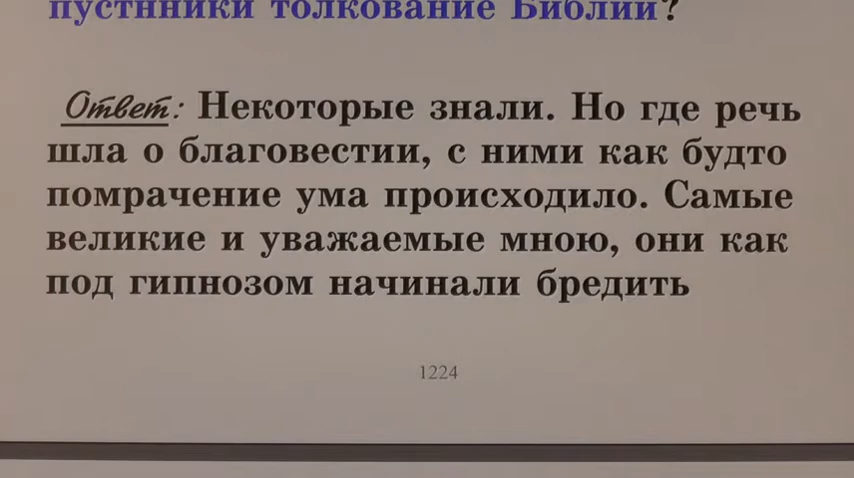 пустнники толкование Библии?
Ответ: Некоторые знали. Но где речь
шла о благовестии, с ними как будто
помрачение ума происходило. Самые
великие и уважаемые мною, они как
под гипнозом начинали бредить
1224